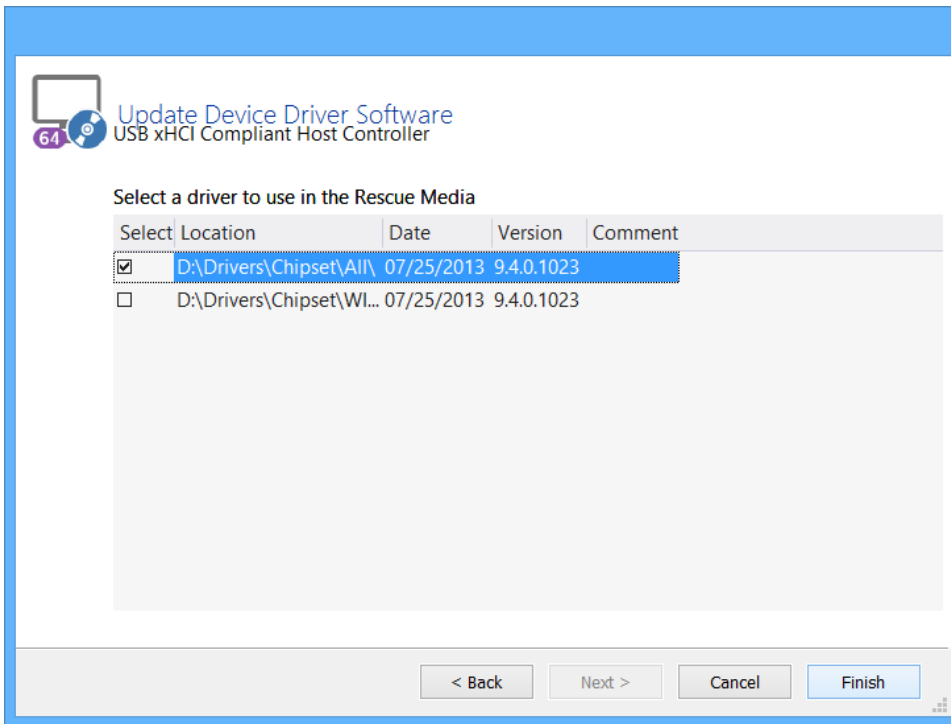 64
Update Device Driver Software
USB xHCI Compliant Host Controller
Select a driver to use in the Rescue Media
Select Location Date Version Comment
D:\Drivers\Chipset\All\ 07/25/2013 9.4.0.1023
D:\Drivers\Chipset\WI... 07/25/2013 9.4.0.1023
< Back Next > Cancel Finish